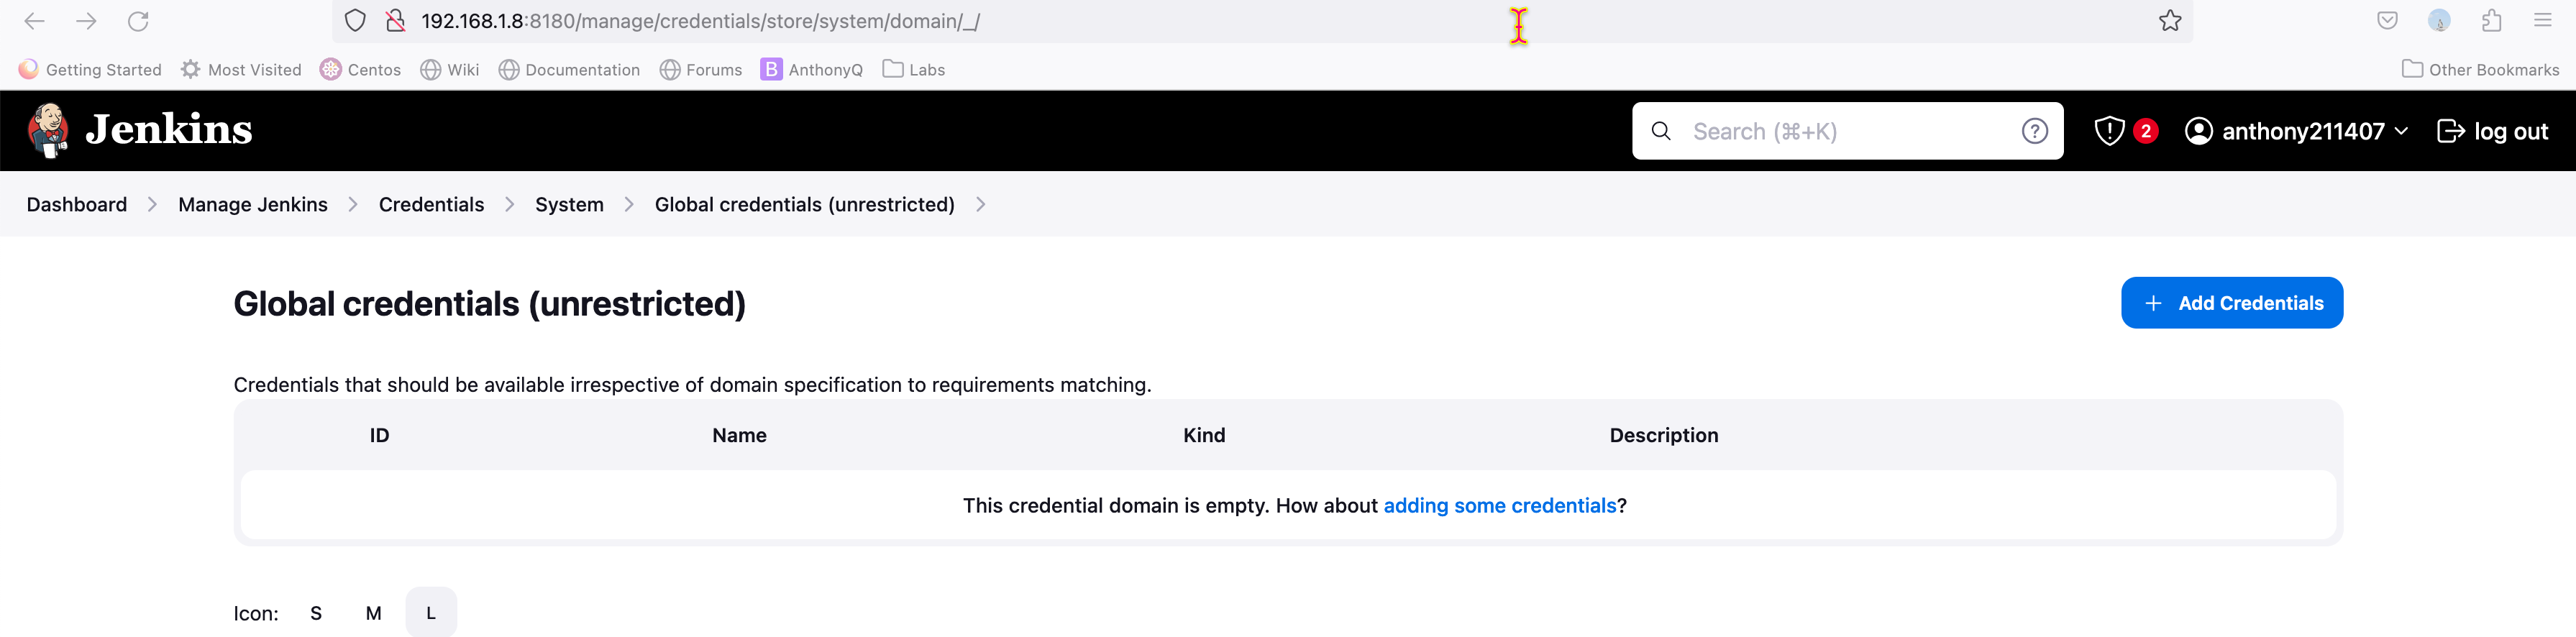 192.168.1.8:8180/manage/credentials/store/system/domain/_/
Getting Started Most Visited Centos Wiki Documentation Forums B AnthonyQ Labs Other Bookmarks
Jenkins Search (⌘+K) ? 2 anthony211407 log out
Dashboard Manage Jenkins Credentials System Global credentials (unrestricted)
Global credentials (unrestricted) + Add Credentials
Credentials that should be available irrespective of domain specification to requirements matching.
ID Name Kind Description
This credential domain is empty. How about adding some credentials?
Icon: S M L